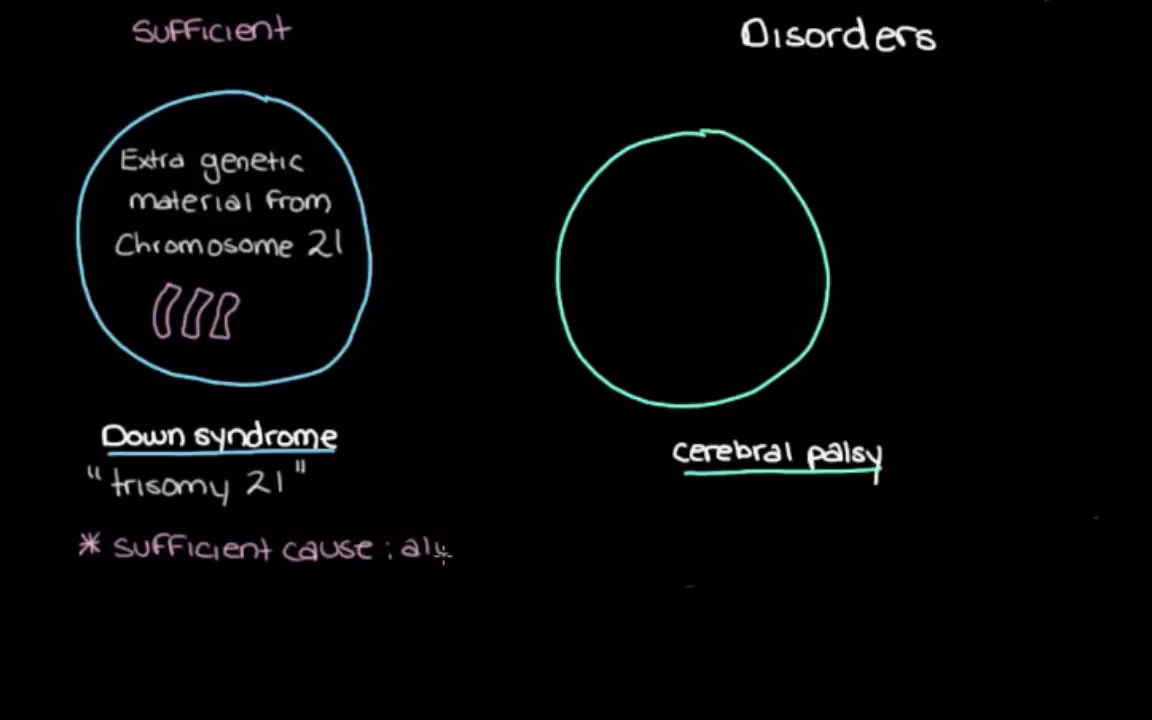 Sufficient
Disorders
Extra genetic
material from
Chromosome 21
Down syndrome
"trisomy 21"
cerebral palsy
* sufficient cause: